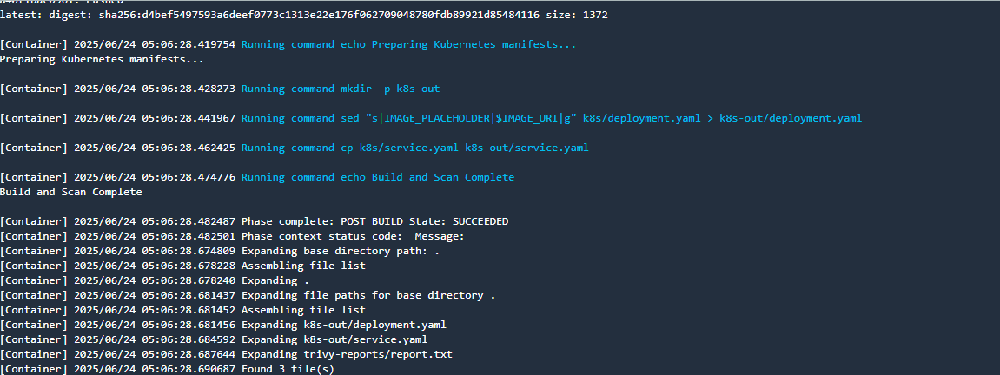 latest: digest: sha256:d4bef5497593a6deef0773c1313e22e176f062709048780fdb89921d85484116 size: 1372
[Container] 2025/06/24 05:06:28.419754 Running command echo Preparing Kubernetes manifests...
Preparing Kubernetes manifests...
[Container] 2025/06/24 05:06:28.428273 Running command mkdir -p k8s-out
[Container] 2025/06/24 05:06:28.441967 Running command sed "s|IMAGE_PLACEHOLDER|$IMAGE_URI|g" k8s/deployment.yaml > k8s-out/deployment.yaml
[Container] 2025/06/24 05:06:28.462425 Running command cp k8s/service.yaml k8s-out/service.yaml
[Container] 2025/06/24 05:06:28.474776 Running command echo Build and Scan Complete
Build and Scan Complete
[Container] 2025/06/24 05:06:28.482487 Phase complete: POST_BUILD State: SUCCEEDED
[Container] 2025/06/24 05:06:28.482501 Phase context status code:  Message:
[Container] 2025/06/24 05:06:28.674809 Expanding base directory path: .
[Container] 2025/06/24 05:06:28.678228 Assembling file list
[Container] 2025/06/24 05:06:28.678240 Expanding .
[Container] 2025/06/24 05:06:28.681437 Expanding file paths for base directory .
[Container] 2025/06/24 05:06:28.681452 Assembling file list
[Container] 2025/06/24 05:06:28.681456 Expanding k8s-out/deployment.yaml
[Container] 2025/06/24 05:06:28.684592 Expanding k8s-out/service.yaml
[Container] 2025/06/24 05:06:28.687644 Expanding trivy-reports/report.txt
[Container] 2025/06/24 05:06:28.690687 Found 3 file(s)